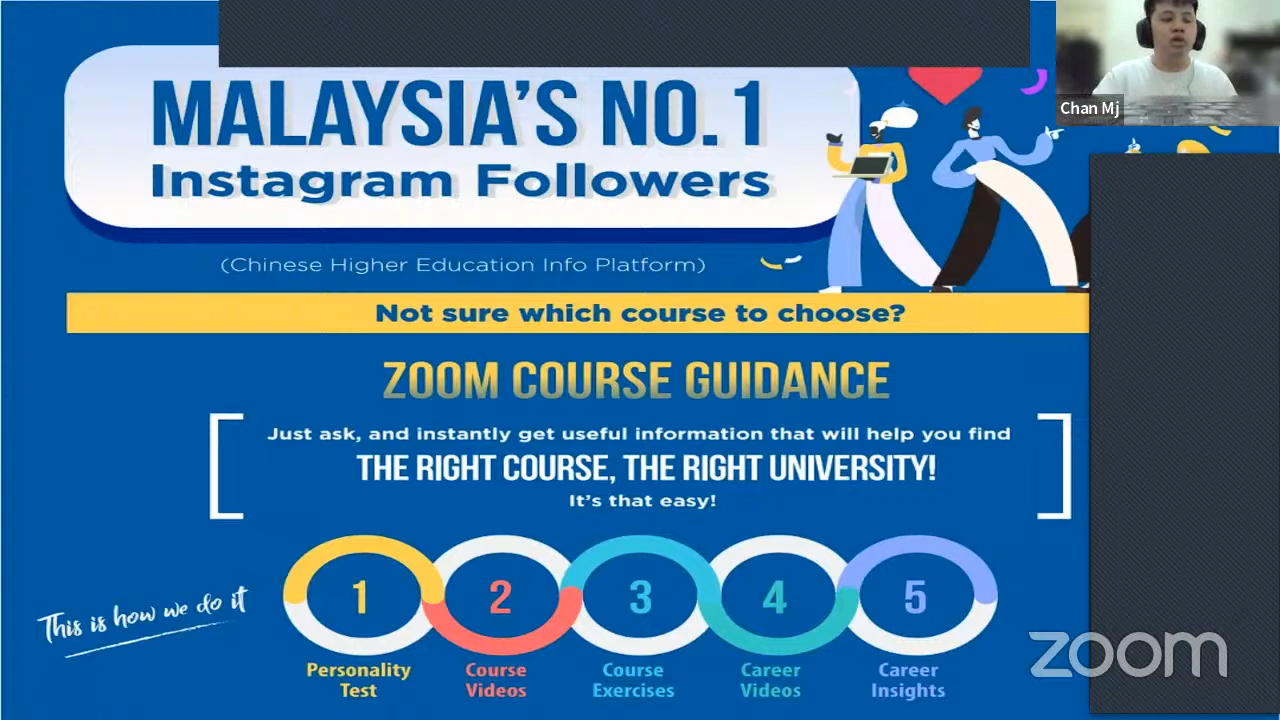 MALAYSIA'S NO. 1
Instagram Followers
Chan Mj
(Chinese Higher Education Info Platform)
Not sure which course to choose?
ZOOM COURSE GUIDANCE
Just ask, and instantly get useful information that will help you find
THE RIGHT COURSE, THE RIGHT UNIVERSITY!
It's that easy!
This is how we do it
1 2 3 4 5
Personality Test
Course Videos
Course Exercises
Career Videos
Career Insights
zoom